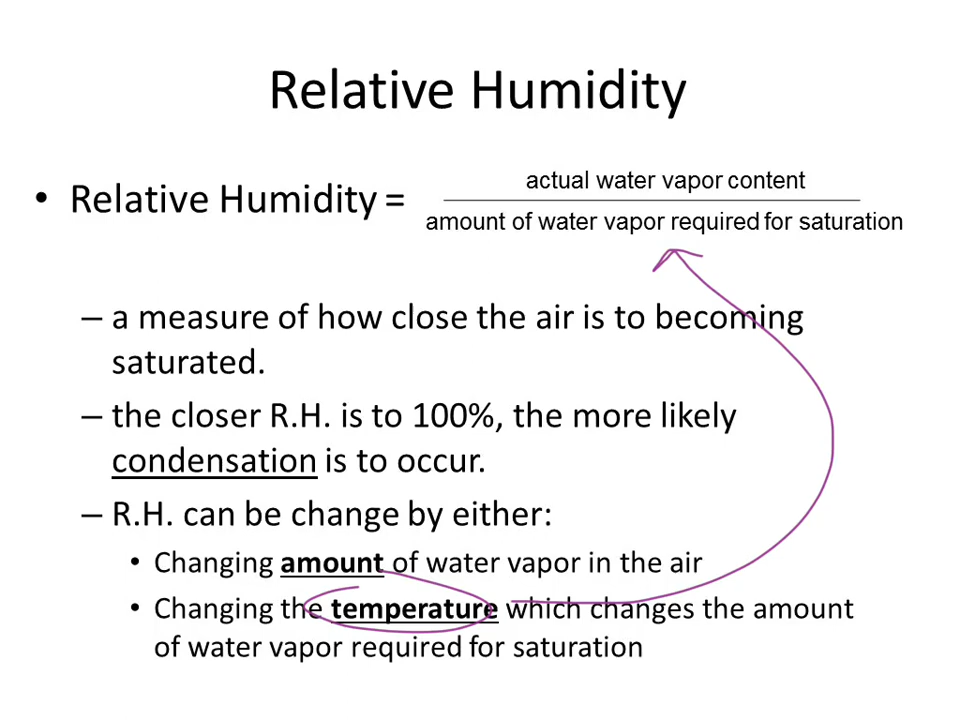 Relative Humidity
• Relative Humidity =
actual water vapor content
amount of water vapor required for saturation
– a measure of how close the air is to becoming
saturated.
– the closer R.H. is to 100%, the more likely
condensation is to occur.
– R.H. can be change by either:
• Changing amount of water vapor in the air
• Changing the temperature which changes the amount
of water vapor required for saturation